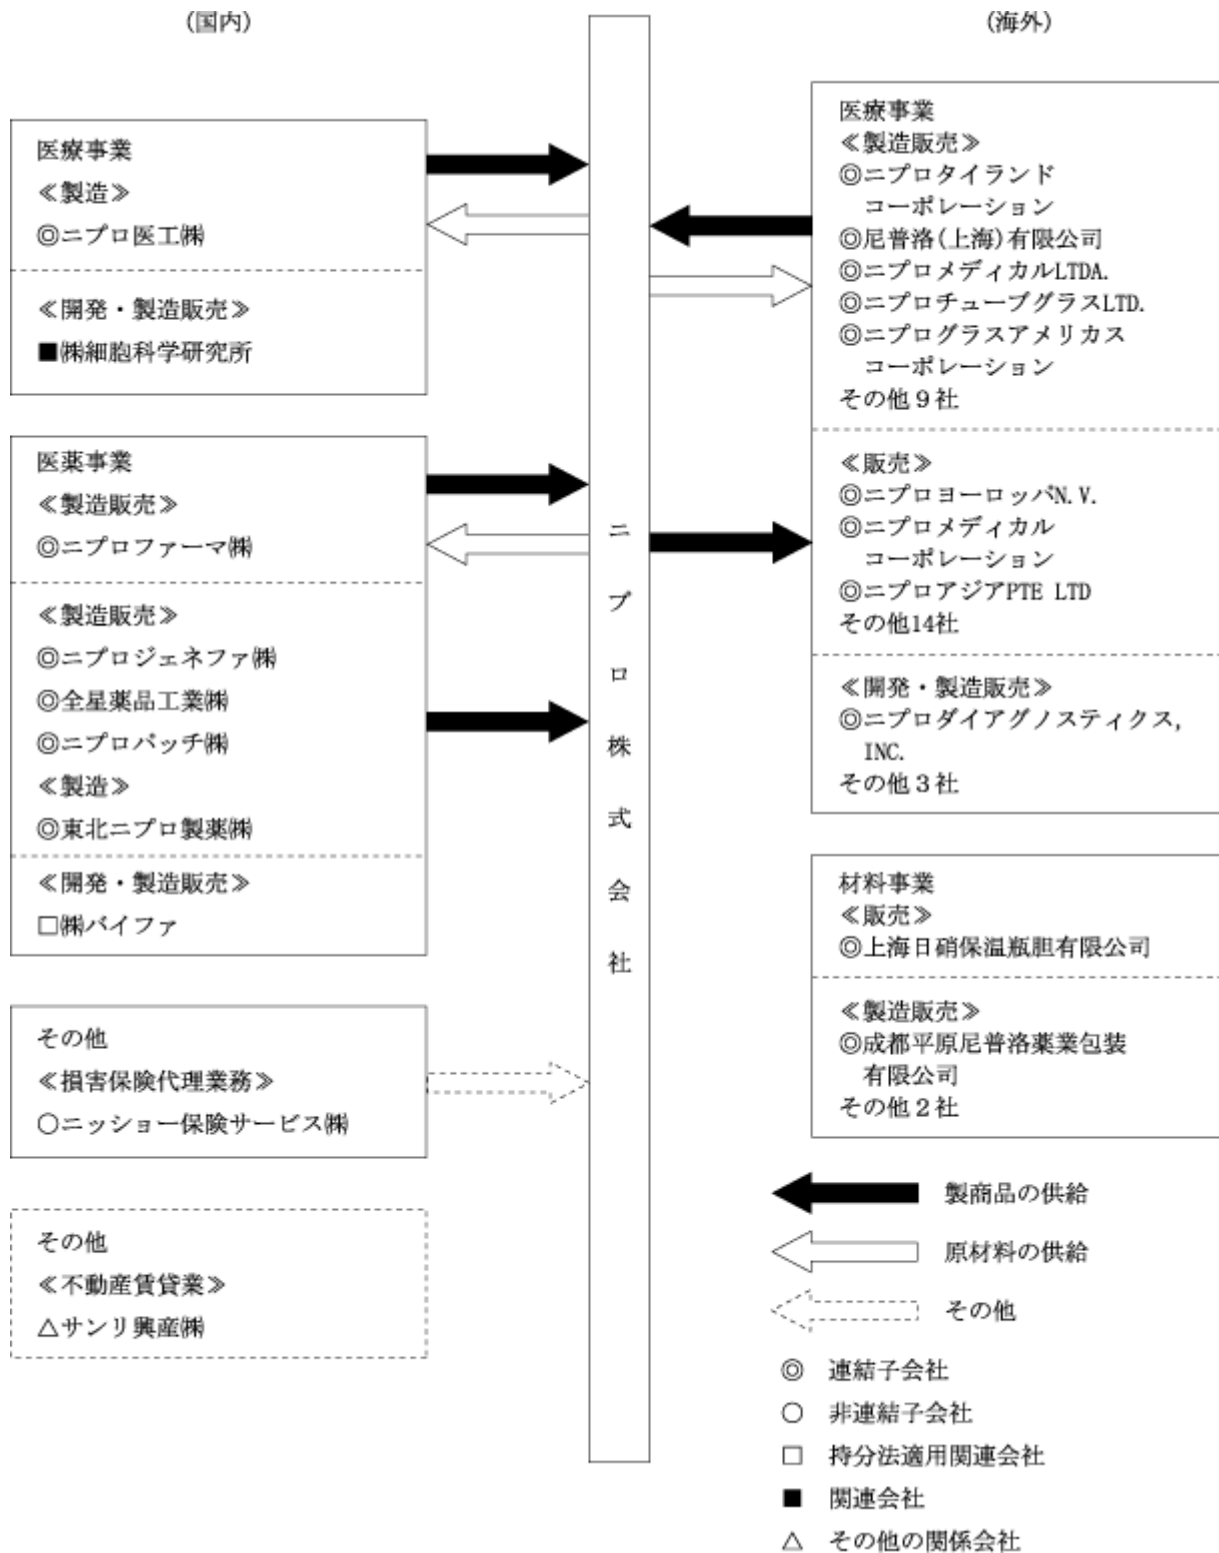 (国内)
医療事業
≪製造≫
◎ニプロ医工㈱
≪開発・製造販売≫
■㈱細胞科学研究所
医薬事業
≪製造販売≫
◎ニプロファーマ㈱
≪製造販売≫
◎ニプロジェネファ㈱
◎全星薬品工業㈱
◎ニプロパッチ㈱
≪製造≫
◎東北ニプロ製薬㈱
≪開発・製造販売≫
□㈱バイファ
その他
≪損害保険代理業務≫
○ニッショー保険サービス㈱
その他
≪不動産賃貸業≫
△サンリ興産㈱
ニプロ株式会社
(海外)
医療事業
≪製造販売≫
◎ニプロタイランド
コーポレーション
◎尼普洛(上海)有限公司
◎ニプロメディカルLTDA.
◎ニプロチューブグラスLTD.
◎ニプログラスアメリカス
コーポレーション
その他9社
≪販売≫
◎ニプロヨーロッパN.V.
◎ニプロメディカル
コーポレーション
◎ニプロアジアPTE LTD
その他14社
≪開発・製造販売≫
◎ニプロダイアグノスティクス,
INC.
その他3社
材料事業
≪販売≫
◎上海日硝保温瓶胆有限公司
≪製造販売≫
◎成都平原尼普洛薬業包装
有限公司
その他2社
製商品の供給
原材料の供給
その他
◎ 連結子会社
○ 非連結子会社
□ 持分法適用関連会社
■ 関連会社
△ その他の関係会社